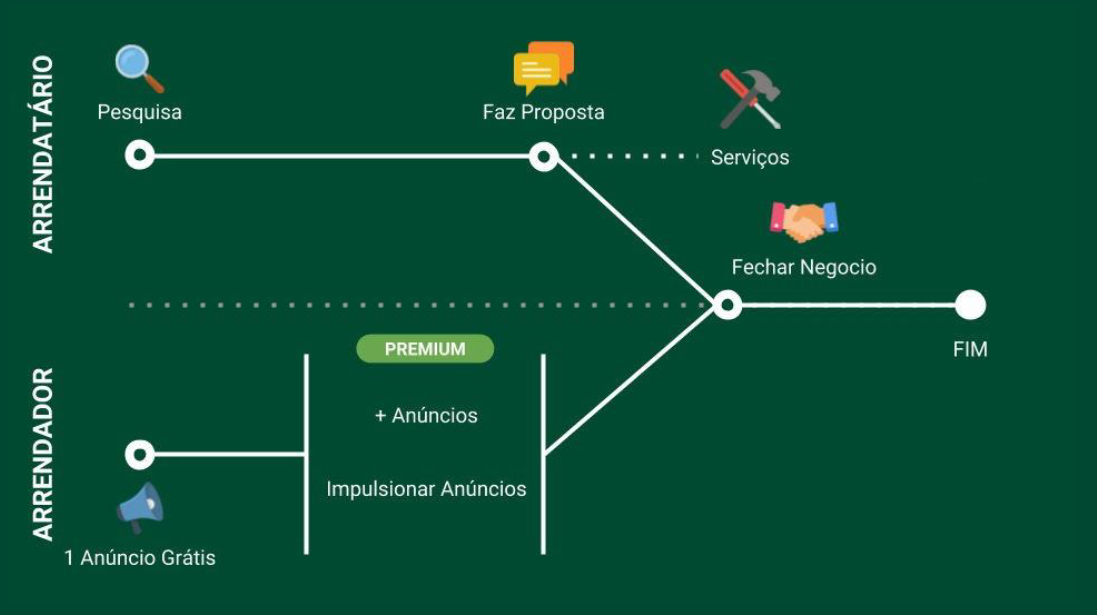 ARRENDATÁRIO
Pesquisa
Faz Proposta
Serviços
Fechar Negocio
FIM
ARRENDADOR
PREMIUM
+ Anúncios
Impulsionar Anúncios
1 Anúncio Grátis